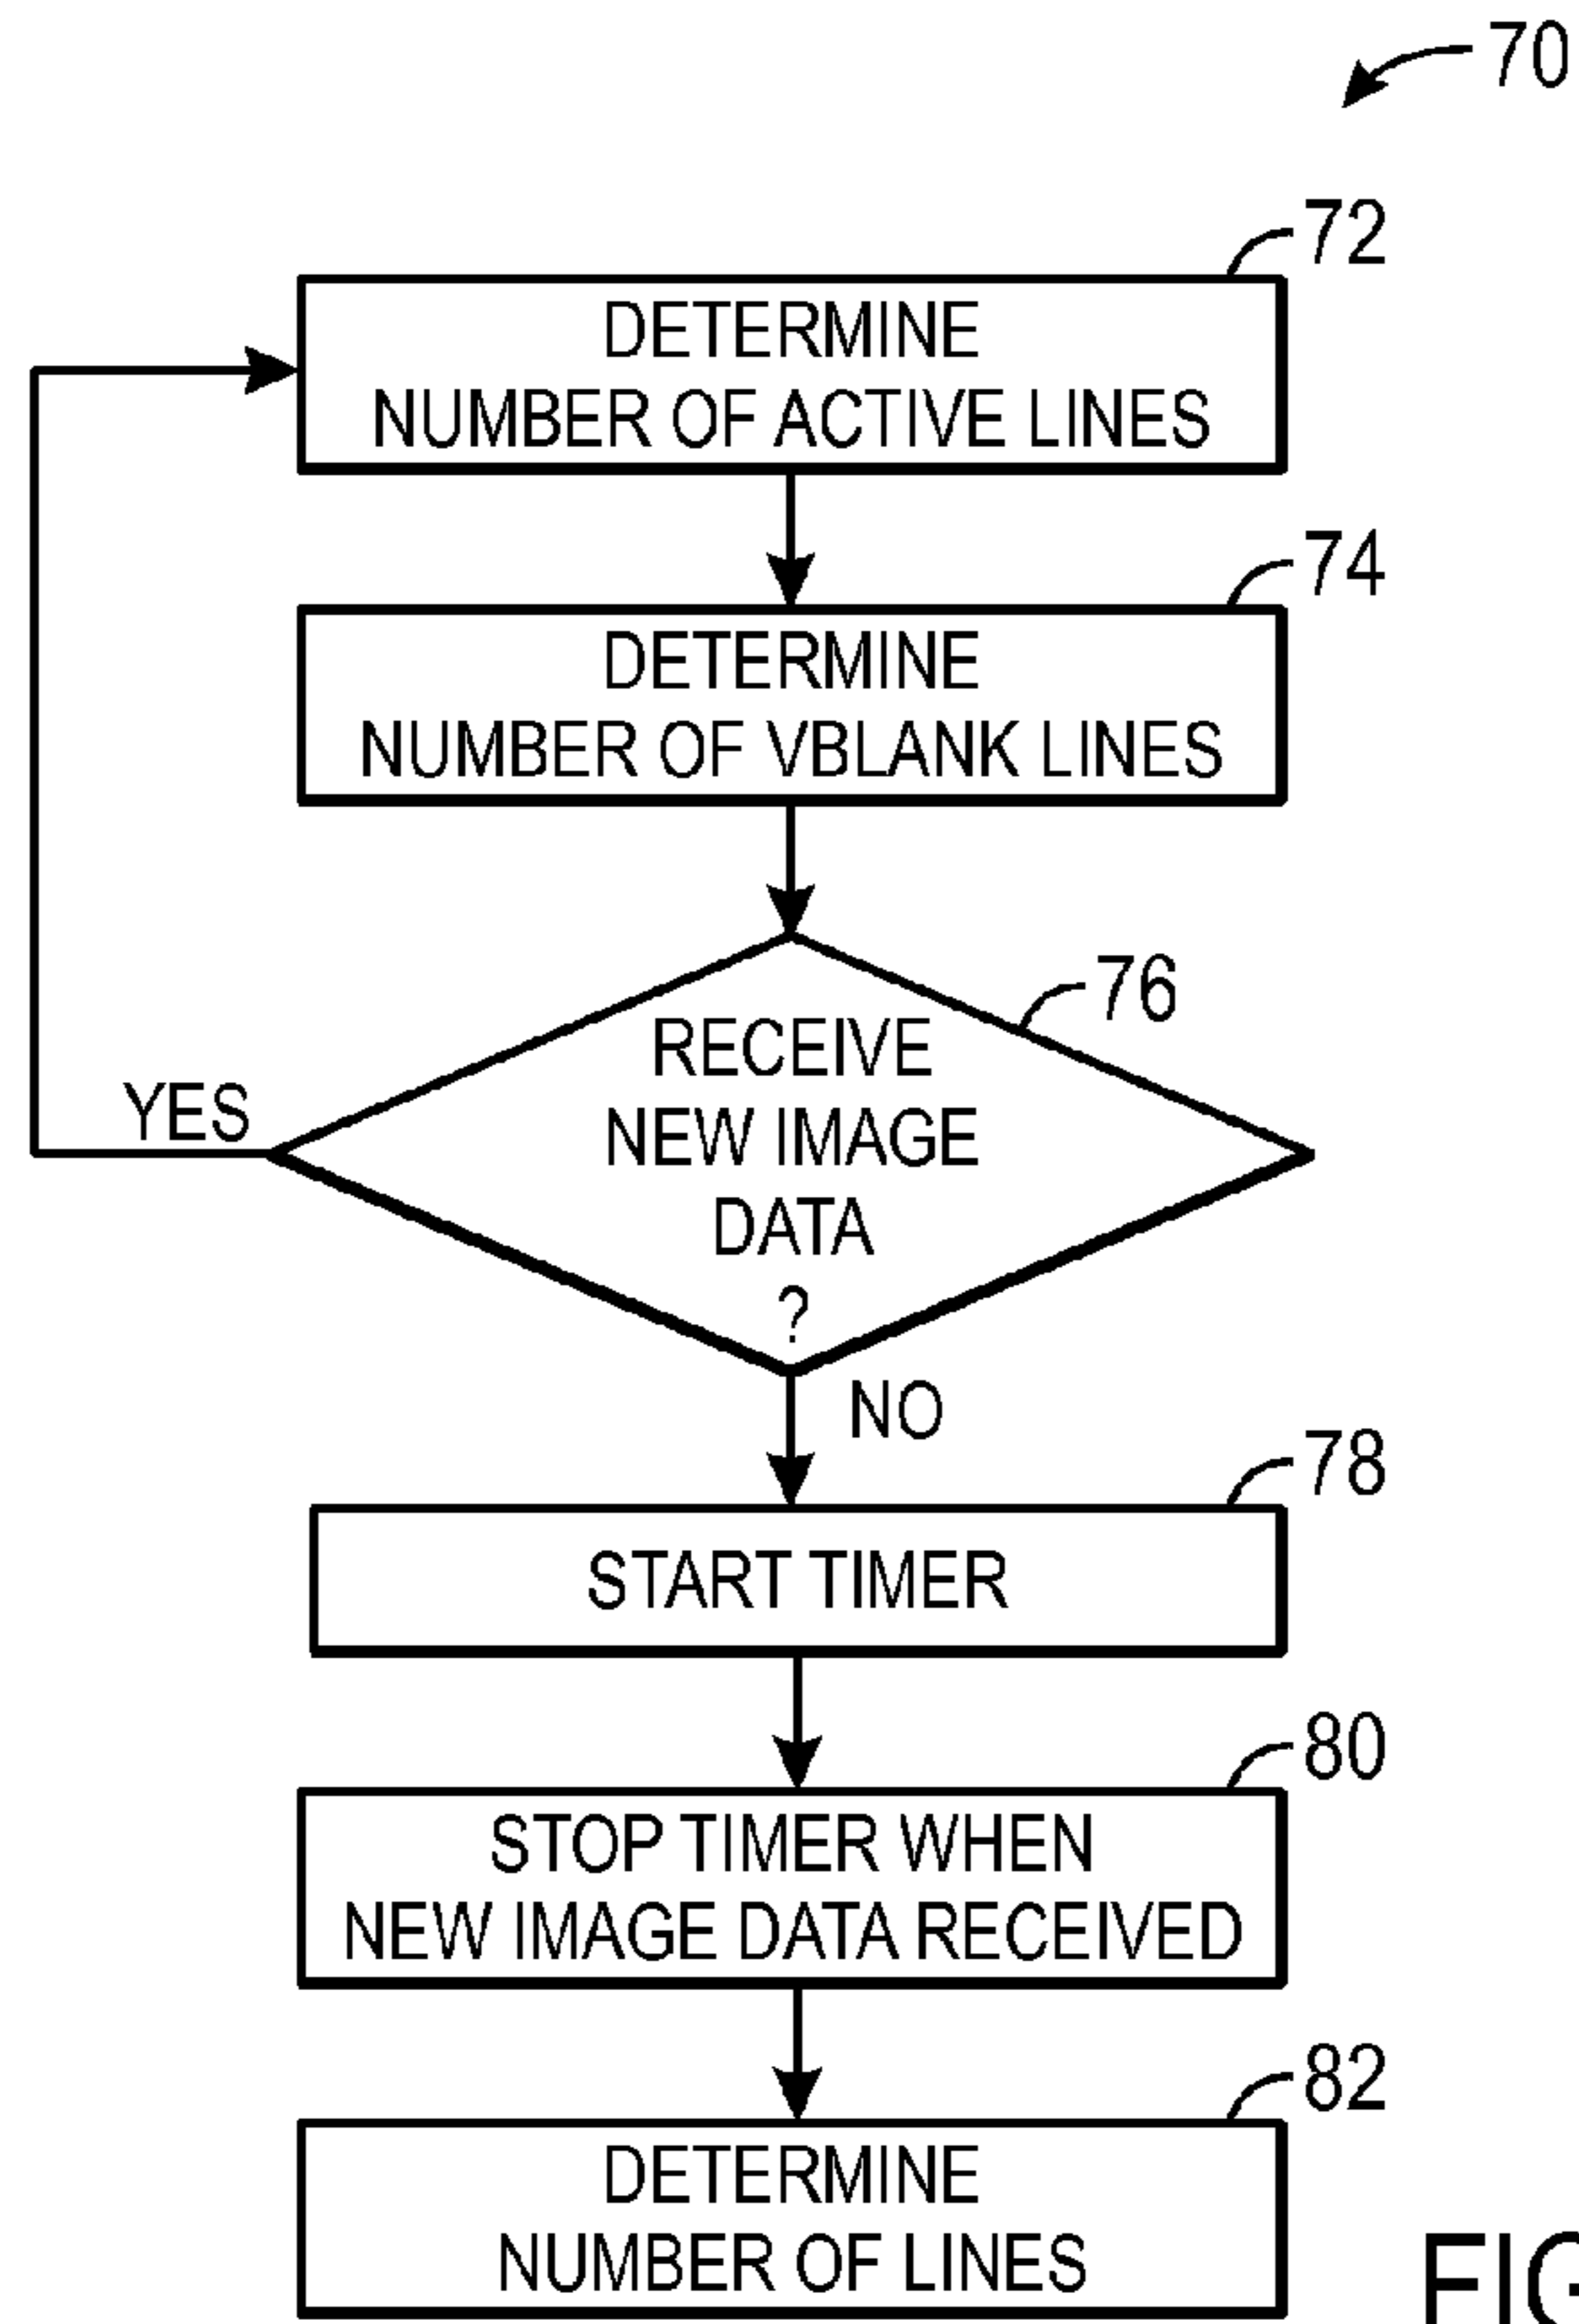 70
72
DETERMINE
NUMBER OF ACTIVE LINES
74
DETERMINE
NUMBER OF VBLANK LINES
76
RECEIVE
NEW IMAGE
DATA
?
YES
NO
78
START TIMER
80
STOP TIMER WHEN
NEW IMAGE DATA RECEIVED
82
DETERMINE
NUMBER OF LINES